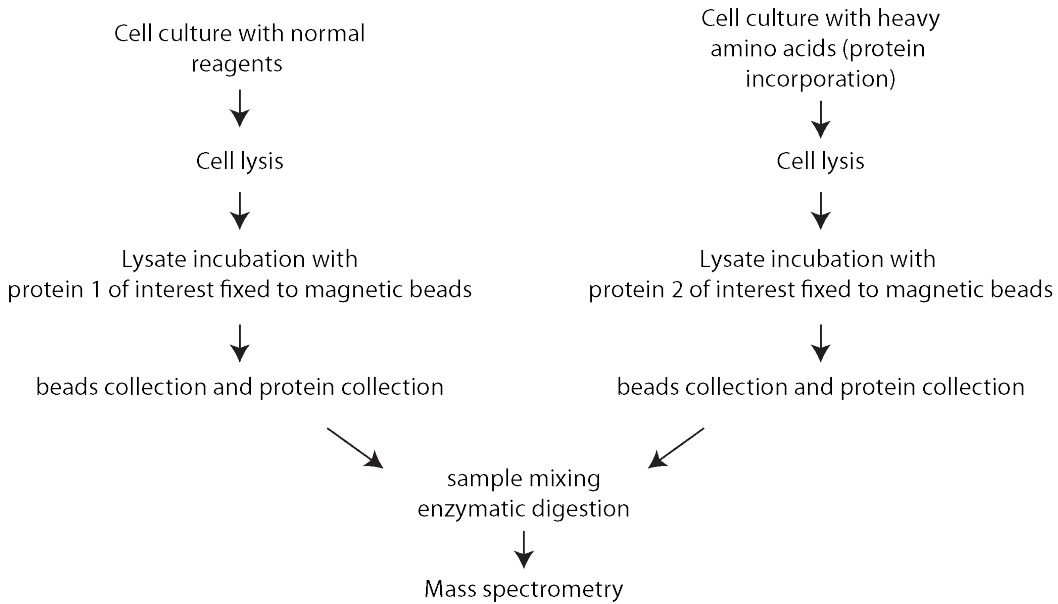 Cell culture with normal
reagents
Cell lysis
Lysate incubation with
protein 1 of interest fixed to magnetic beads
beads collection and protein collection
Cell culture with heavy
amino acids (protein
incorporation)
Cell lysis
Lysate incubation with
protein 2 of interest fixed to magnetic beads
beads collection and protein collection
sample mixing
enzymatic digestion
Mass spectrometry